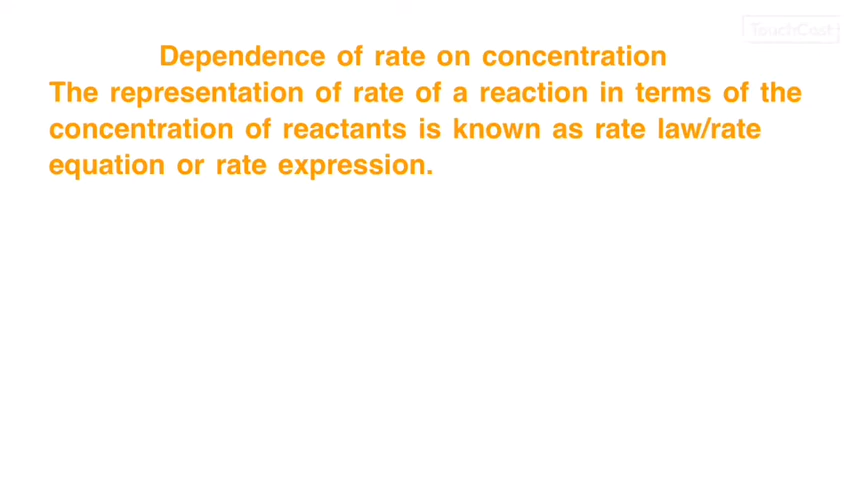 TouchCast
Dependence of rate on concentration
The representation of rate of a reaction in terms of the
concentration of reactants is known as rate law/rate
equation or rate expression.